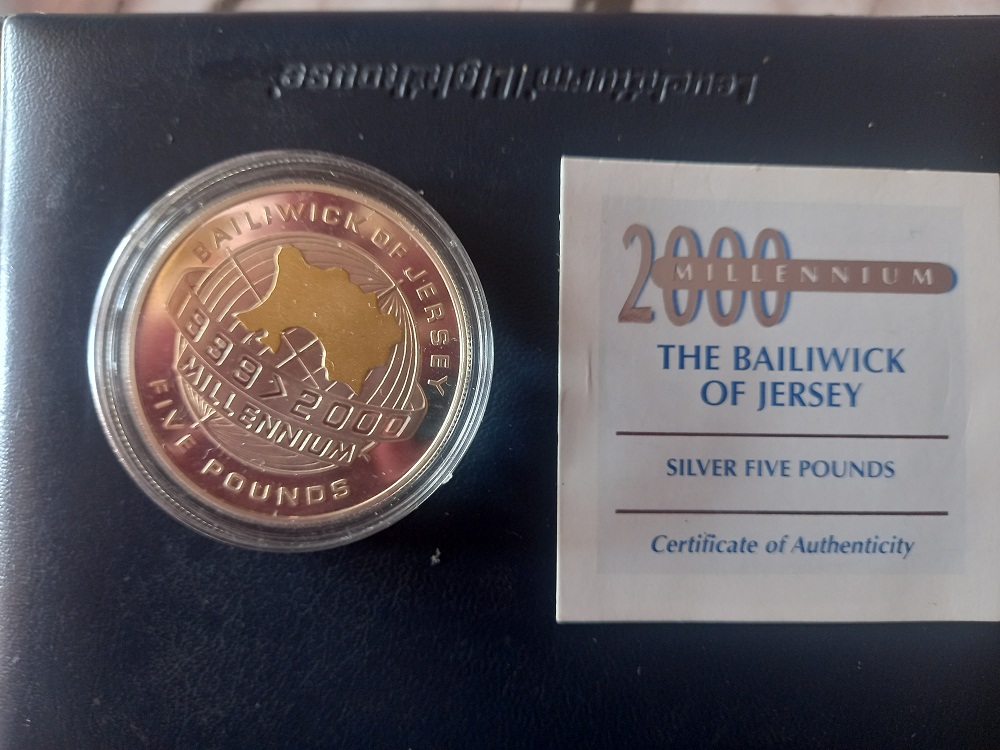 Leuchtturm Lighthouse
BAILIWICK OF JERSEY
999>2000
MILLENNIUM
FIVE POUNDS
2000
MILLENNIUM
THE BAILIWICK
OF JERSEY
SILVER FIVE POUNDS
Certificate of Authenticity